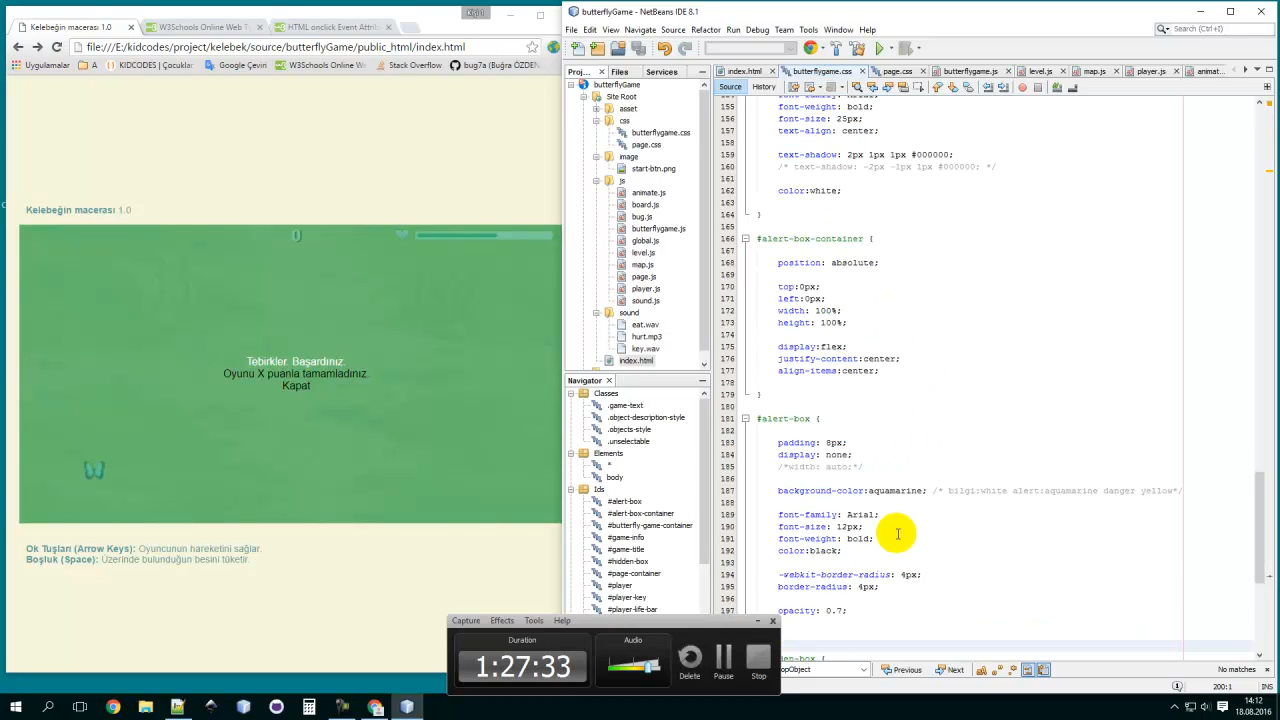 Kişi1
butterflyGame - NetBeans IDE 8.1
Kelebeğin macerası 1.0
W3Schools Online Web T
HTML onclick Event Attrib
File Edit View Navigate Source Refactor Run Debug Team Tools Window Help
Search (Ctrl+I)
file:///E:/kidcodes/project/kelebek/source/butterflyGame/public_html/index.html
Uygulamalar
A
KIDCODES | Çocuklar
Google Çeviri
W3Schools Online We
Stack Overflow
bug7a (Buğra ÖZDEN
Proj...
Files
Services
index.html
butterflygame.css
page.css
butterflygame.js
level.js
map.js
player.js
animat...
Source
History
butterflyGame
Site Root
asset
css
butterflygame.css
page.css
image
start-btn.png
js
animate.js
board.js
bug.js
butterflygame.js
global.js
level.js
map.js
page.js
player.js
sound.js
sound
eat.wav
hurt.mp3
key.wav
index.html
Navigator
Classes
.game-text
.object-description-style
.objects-style
.unselectable
Elements
*
body
Ids
#alert-box
#alert-box-container
#butterfly-game-container
#game-info
#game-title
#hidden-box
#page-container
#player
#player-key
#player-life-bar
Kelebeğin macerası 1.0
0
Tebirkler. Başardınız.
Oyunu X puanla tamamladınız.
Kapat
Ok Tuşları (Arrow Keys): Oyuncunun hareketini sağlar.
Boşluk (Space): Üzerinde bulunduğun besini tüketir.
154 font-family: Arial;
155 font-weight: bold;
156 font-size: 25px;
157 text-align: center;
158
159 text-shadow: 2px 1px 1px #000000;
160 /* text-shadow: -2px -1px 1px #000000; */
161
162 color:white;
163
164 }
165
166 #alert-box-container {
167
168 position: absolute;
169
170 top:0px;
171 left:0px;
172 width: 100%;
173 height: 100%;
174
175 display:flex;
176 justify-content:center;
177 align-items:center;
178
179 }
180
181 #alert-box {
182
183 padding: 8px;
184 display: none;
185 /*width: auto;*/
186
187 background-color:aquamarine; /* bilgi:white alert:aquamarine danger yellow*/
188
189 font-family: Arial;
190 font-size: 12px;
191 font-weight: bold;
192 color:black;
193
194 -webkit-border-radius: 4px;
195 border-radius: 4px;
196
197 opacity: 0.7;
Capture Effects Tools Help
Duration
1:27:33
Audio
Delete
Pause
Stop
Previous
Next
No matches
200:1
INS
14:12
18.08.2016